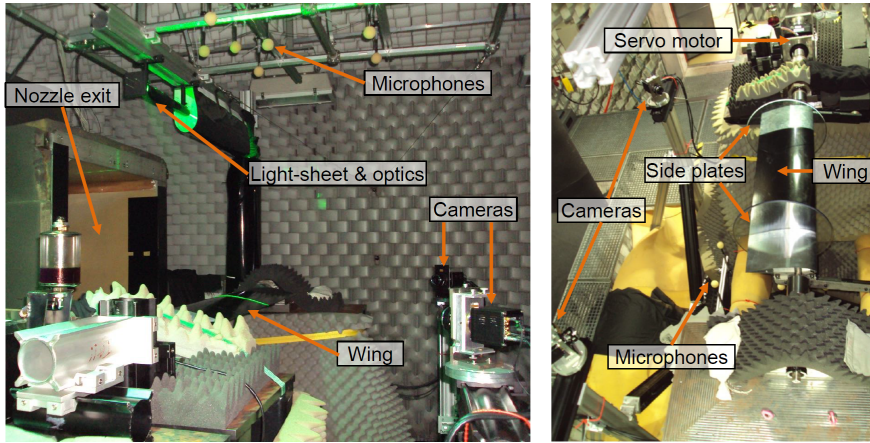 Microphones
Nozzle exit
Light-sheet & optics
Cameras
Wing
Servo motor
Side plates
Wing
Cameras
Microphones